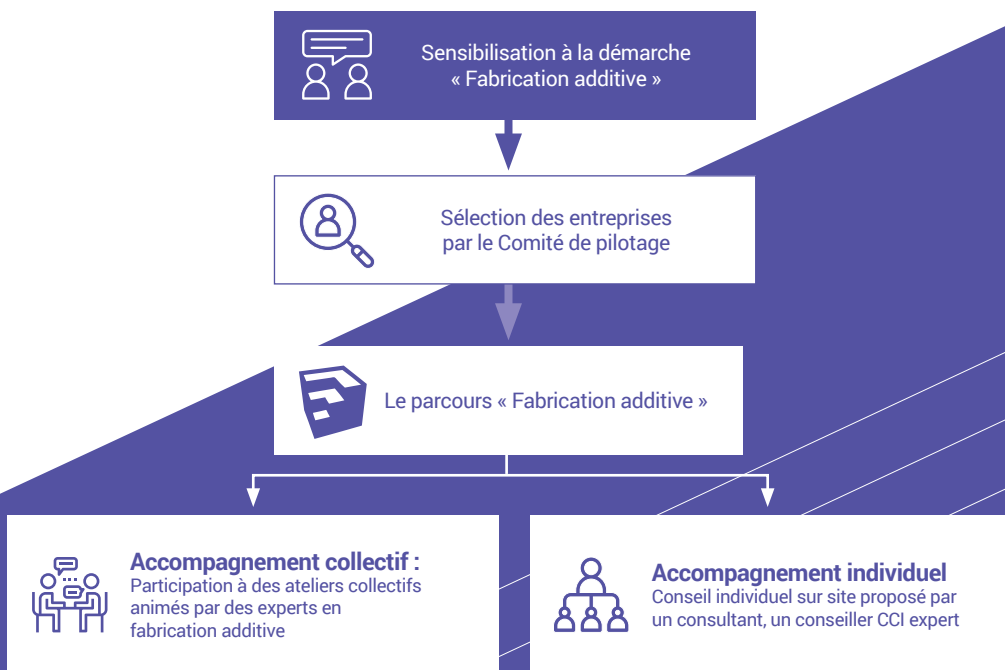 Sensibilisation à la démarche
« Fabrication additive »
Sélection des entreprises
par le Comité de pilotage
Le parcours « Fabrication additive »
Accompagnement collectif :
Participation à des ateliers collectifs
animés par des experts en
fabrication additive
Accompagnement individuel
Conseil individuel sur site proposé par
un consultant, un conseiller CCI expert